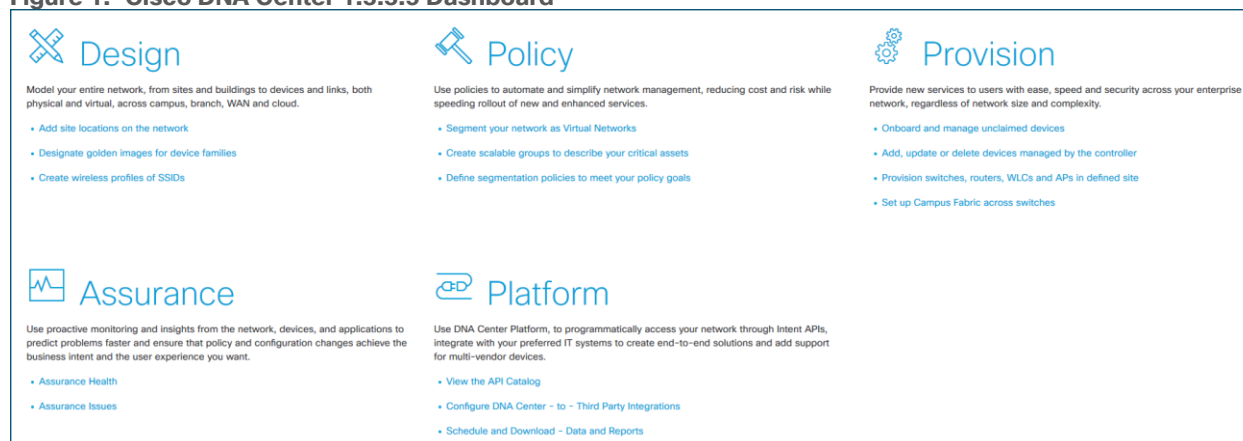 Figure 1. Cisco DNA Center 1.3.3.5 Dashboard
Design
Model your entire network, from sites and buildings to devices and links, both
physical and virtual, across campus, branch, WAN and cloud.
• Add site locations on the network
• Designate golden images for device families
• Create wireless profiles of SSIDs
Policy
Use policies to automate and simplify network management, reducing cost and risk while
speeding rollout of new and enhanced services.
• Segment your network as Virtual Networks
• Create scalable groups to describe your critical assets
• Define segmentation policies to meet your policy goals
Provision
Provide new services to users with ease, speed and security across your enterprise
network, regardless of network size and complexity.
• Onboard and manage unclaimed devices
• Add, update or delete devices managed by the controller
• Provision switches, routers, WLCs and APs in defined site
• Set up Campus Fabric across switches
Assurance
Use proactive monitoring and insights from the network, devices, and applications to
predict problems faster and ensure that policy and configuration changes achieve the
business intent and the user experience you want.
• Assurance Health
• Assurance Issues
Platform
Use DNA Center Platform, to programmatically access your network through Intent APIs,
integrate with your preferred IT systems to create end-to-end solutions and add support
for multi-vendor devices.
• View the API Catalog
• Configure DNA Center - to - Third Party Integrations
• Schedule and Download - Data and Reports